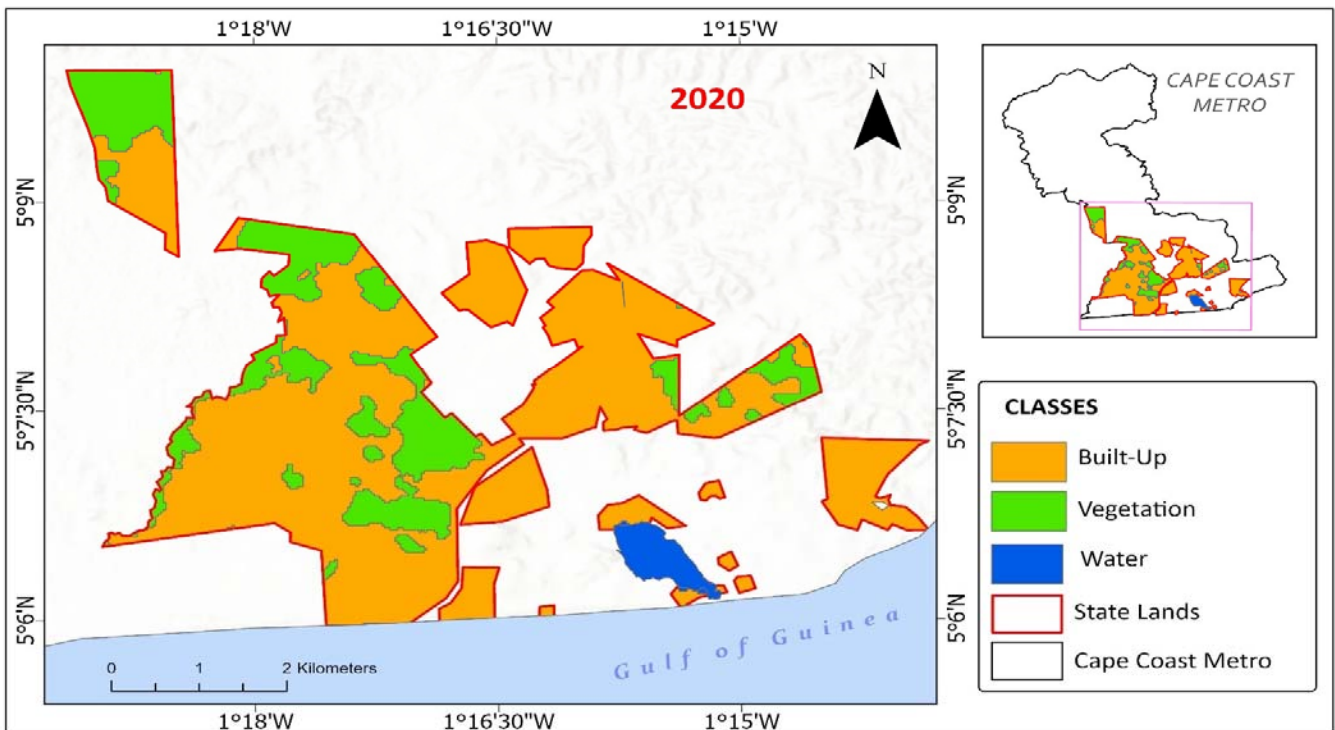 1°18'W 1°16'30"W 1°15'W
2020
N
CAPE COAST
METRO
5°9'N
5°9'N
5°7'30"N
5°7'30"N
CLASSES
Built-Up
Vegetation
Water
State Lands
Cape Coast Metro
5°6'N
5°6'N
Gulf of Guinea
0 1 2 Kilometers
1°18'W 1°16'30"W 1°15'W